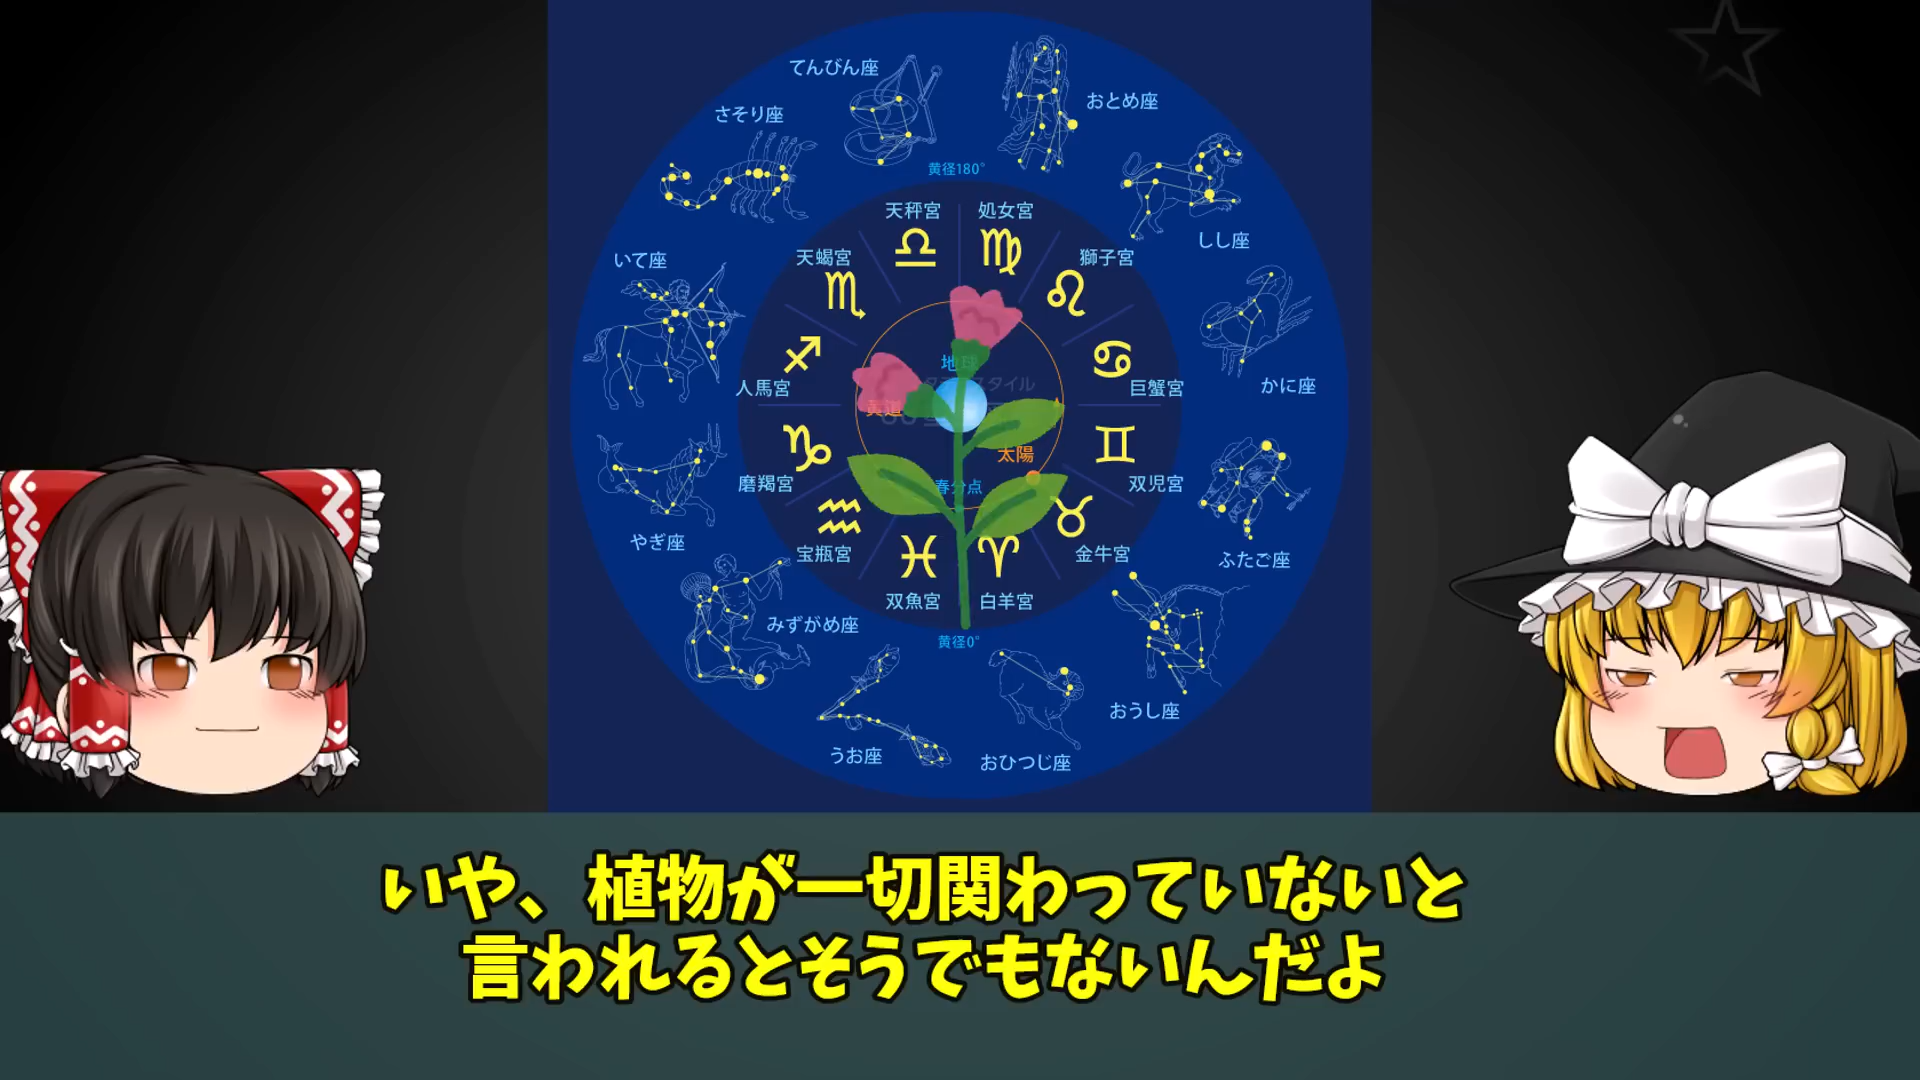 てんびん座
おとめ座
さそり座
しし座
いて座
かに座
やぎ座
ふたご座
みずがめ座
おうし座
うお座
おひつじ座
黄径180°
天秤宮
処女宮
天蝎宮
獅子宮
人馬宮
巨蟹宮
磨羯宮
双児宮
宝瓶宮
金牛宮
双魚宮
白羊宮
地球
黄道
太陽
春分点
黄径0°
いや、植物が一切関わっていないと
言われるとそうでもないんだよ